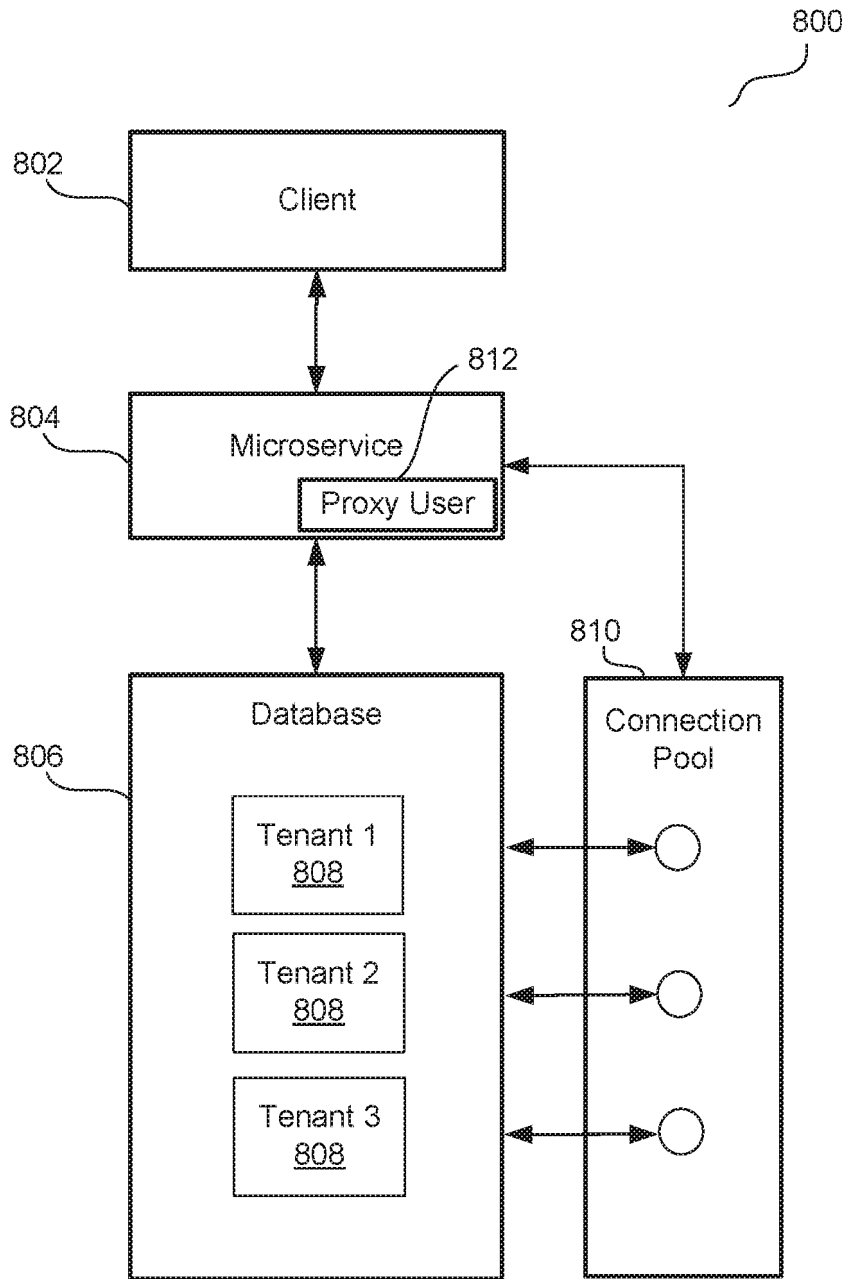 800
802
Client
812
804
Microservice
Proxy User
810
Database
Connection
Pool
806
Tenant 1
808
Tenant 2
808
Tenant 3
808